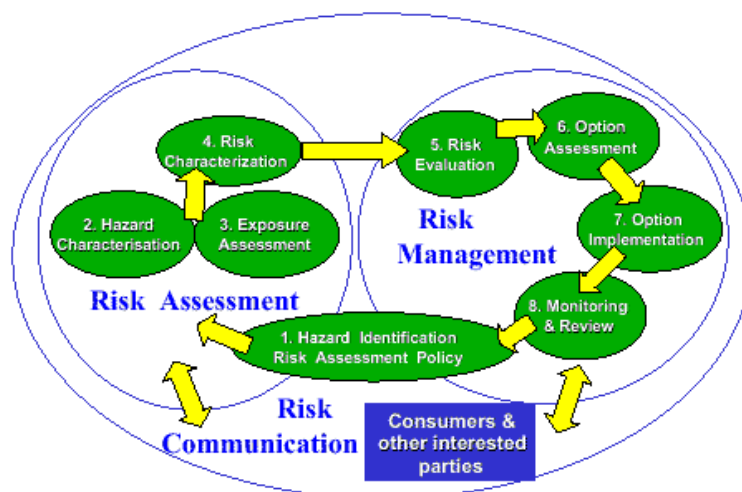 4. Risk
Characterization
5. Risk
Evaluation
6. Option
Assessment
2. Hazard
Characterisation
3. Exposure
Assessment
Risk
Management
7. Option
Implementation
Risk Assessment
8. Monitoring
& Review
1. Hazard Identification
Risk Assessment Policy
Risk
Communication
Consumers &
other interested
parties